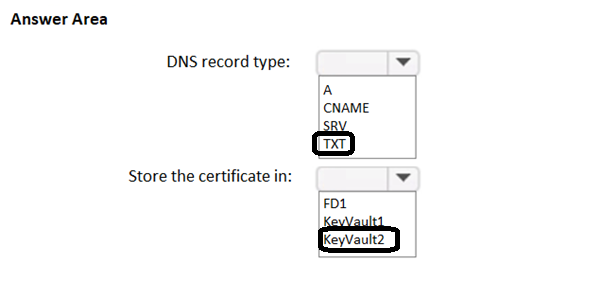 Answer Area
DNS record type:
A
CNAME
SRV
TXT
Store the certificate in:
FD1
KeyVault1
KeyVault2